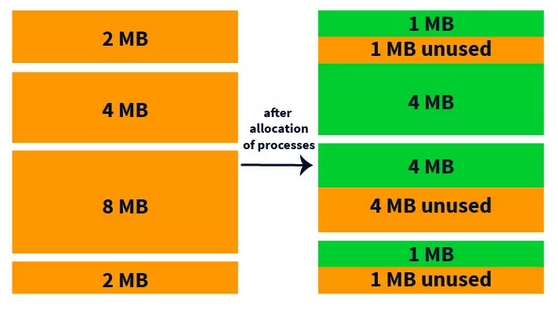 2 MB
4 MB
8 MB
2 MB
after
allocation
of processes
1 MB
1 MB unused
4 MB
4 MB
4 MB unused
1 MB
1 MB unused